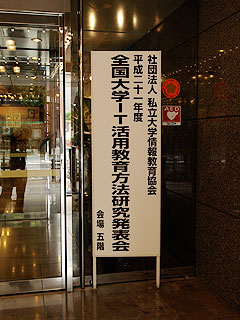 社団法人 私立大学情報教育協会
平成二十一年度
全国大学IT活用教育方法研究発表会
会場 五階
AED